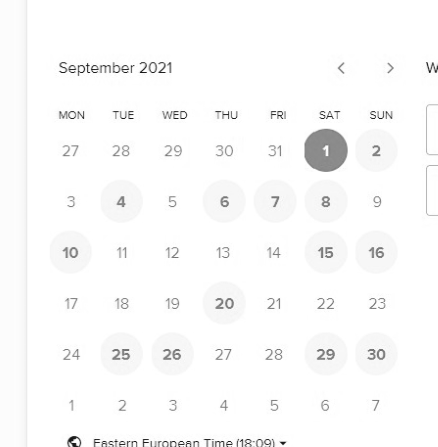 September 2021
W
MON TUE WED THU FRI SAT SUN
27 28 29 30 31 1 2
3 4 5 6 7 8 9
10 11 12 13 14 15 16
17 18 19 20 21 22 23
24 25 26 27 28 29 30
1 2 3 4 5 6 7
Eastern European Time (18:09)